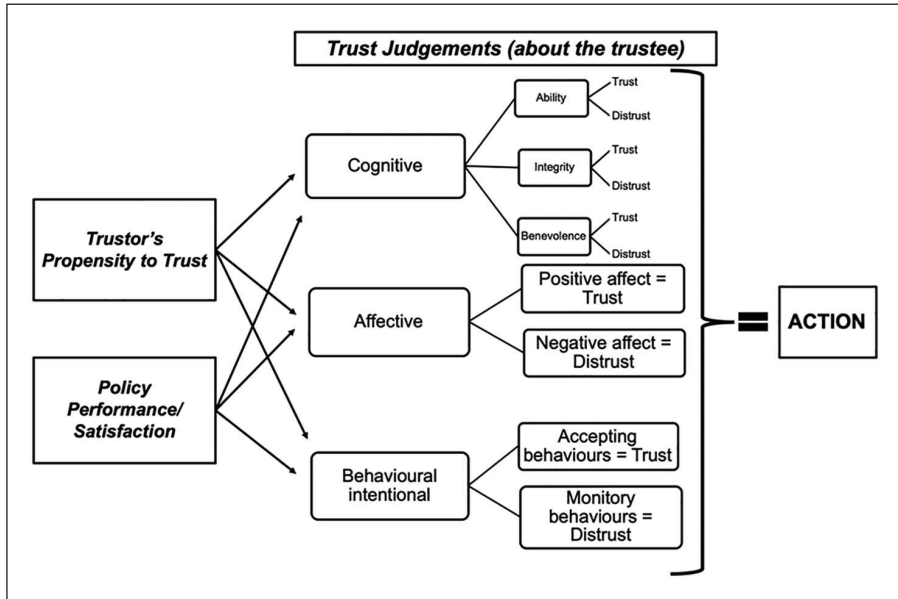 Trust Judgements (about the trustee)
Trustor's
Propensity to Trust
Policy
Performance/
Satisfaction
Cognitive
Ability
Trust
Distrust
Integrity
Trust
Distrust
Benevolence
Trust
Distrust
Affective
Positive affect =
Trust
Negative affect =
Distrust
Behavioural
intentional
Accepting
behaviours = Trust
Monitory
behaviours =
Distrust
=
ACTION